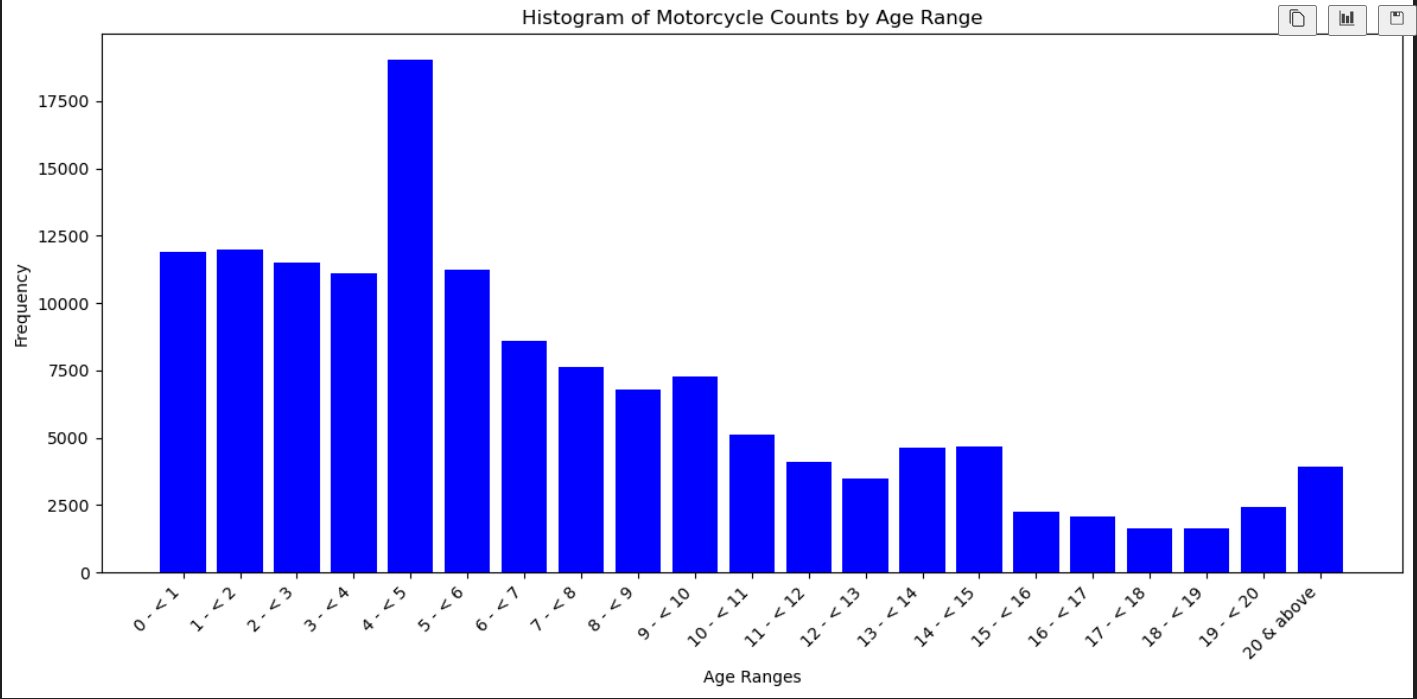 Histogram of Motorcycle Counts by Age Range
Frequency
17500
15000
12500
10000
7500
5000
2500
0
0 - < 1
1 - < 2
2 - < 3
3 - < 4
4 - < 5
5 - < 6
6 - < 7
7 - < 8
8 - < 9
9 - < 10
10 - < 11
11 - < 12
12 - < 13
13 - < 14
14 - < 15
15 - < 16
16 - < 17
17 - < 18
18 - < 19
19 - < 20
20 & above
Age Ranges